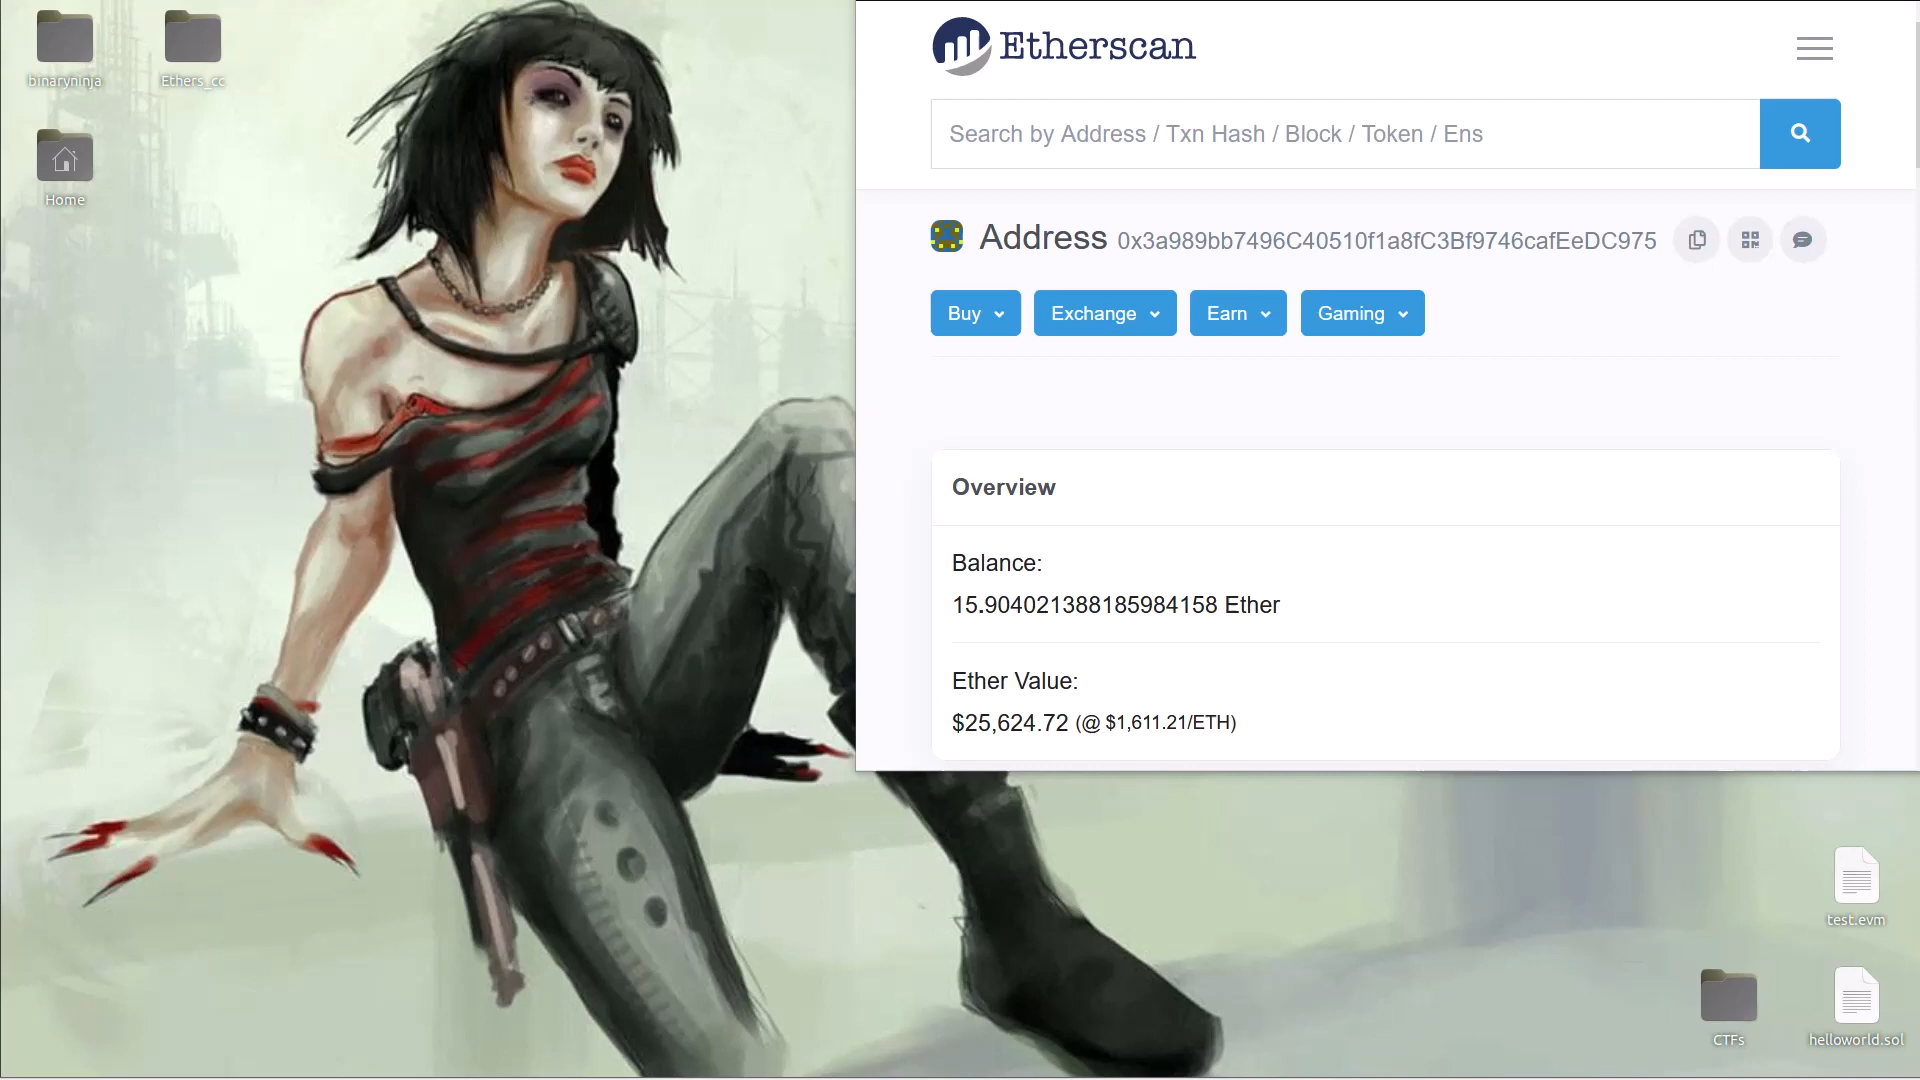 binaryninja
Ethers_cc
Home
Etherscan
Search by Address / Txn Hash / Block / Token / Ens
Address 0x3a989bb7496C40510f1a8fC3Bf9746cafEeDC975
Buy
Exchange
Earn
Gaming
Overview
Balance:
15.904021388185984158 Ether
Ether Value:
$25,624.72 (@ $1,611.21/ETH)
test.evm
CTFs
helloworld.sol